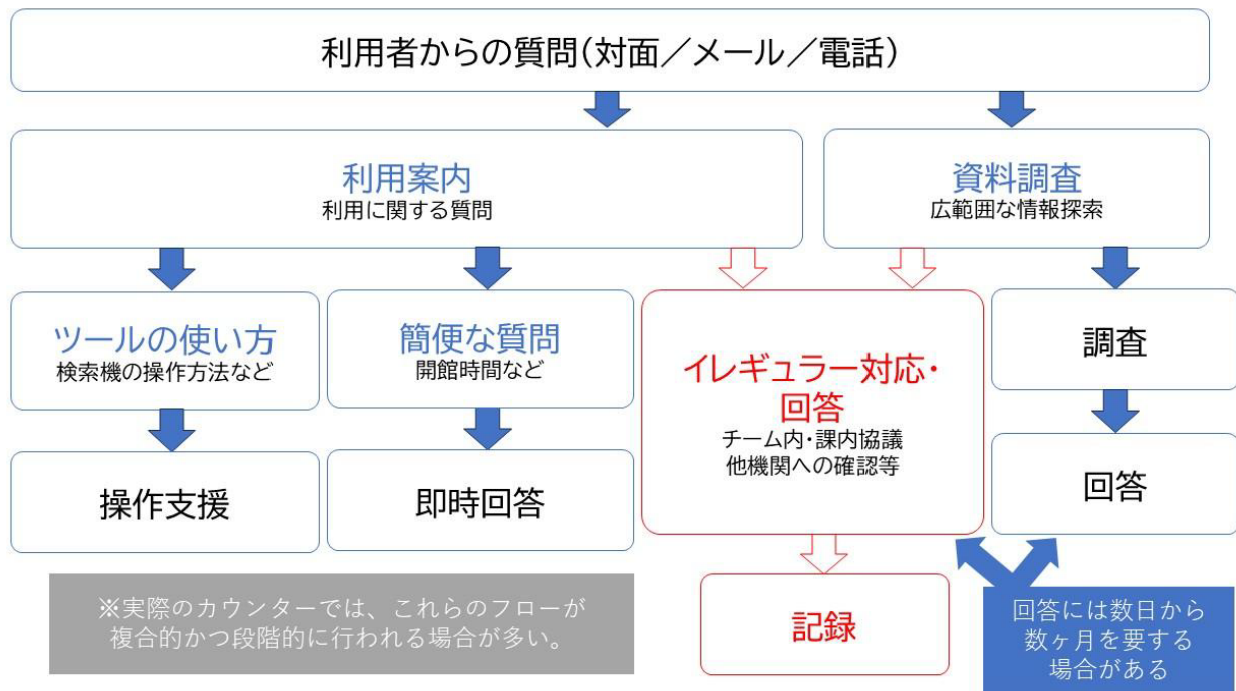 利用者からの質問(対面／メール／電話)
利用案内
利用に関する質問
資料調査
広範囲な情報探索
ツールの使い方
検索機の操作方法など
簡便な質問
開館時間など
イレギュラー対応・
回答
チーム内・課内協議
他機関への確認等
調査
操作支援
即時回答
回答
※実際のカウンターでは、これらのフローが
複合的かつ段階的に行われる場合が多い。
記録
回答には数日から
数ヶ月を要する
場合がある